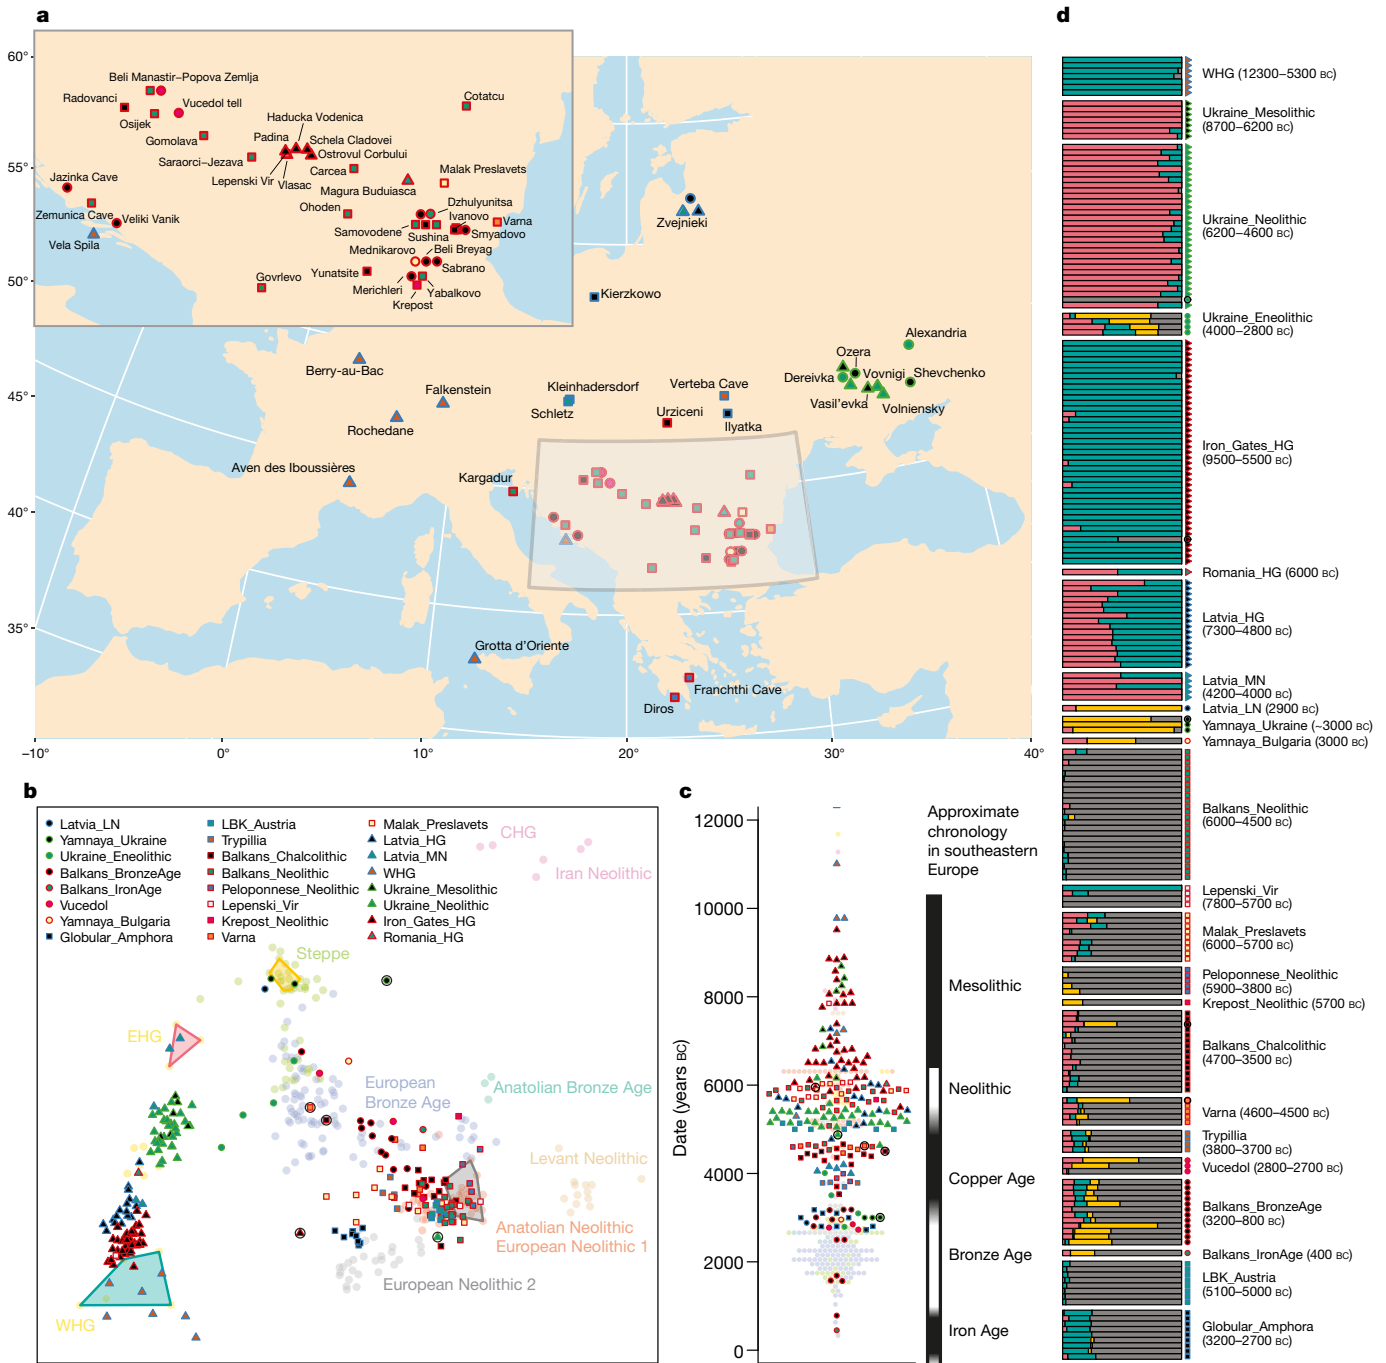 a
60°
55°
50°
45°
40°
35°
−10°
0°
10°
20°
30°
40°
Beli Manastir–Popova Zemlja
Radovanci
Vucedol tell
Osijek
Gomolava
Haducka Vodenica
Padina
Schela Cladovei
Ostrovul Corbului
Saraorci–Jezava
Lepenski Vir
Vlasac
Carcea
Cotatcu
Malak Preslavets
Magura Buduiasca
Jazinka Cave
Zemunica Cave
Veliki Vanik
Vela Spila
Ohoden
Dzhulyunitsa
Ivanovo
Varna
Samovodene
Sushina
Smyadovo
Mednikarovo
Beli Breyag
Yunatsite
Sabrano
Govrlevo
Merichleri
Yabalkovo
Krepost
Zvejnieki
Kierzkowo
Berry-au-Bac
Falkenstein
Rochedane
Aven des Iboussières
Kleinhadersdorf
Schletz
Verteba Cave
Urziceni
Ilyatka
Kargadur
Alexandria
Ozera
Dereivka
Vovnigi
Shevchenko
Vasil’evka
Volniensky
Grotta d’Oriente
Franchthi Cave
Diros
b
Latvia_LN
Yamnaya_Ukraine
Ukraine_Eneolithic
Balkans_BronzeAge
Balkans_IronAge
Vucedol
Yamnaya_Bulgaria
Globular_Amphora
LBK_Austria
Trypillia
Balkans_Chalcolithic
Balkans_Neolithic
Peloponnese_Neolithic
Lepenski_Vir
Krepost_Neolithic
Varna
Malak_Preslavets
Latvia_HG
Latvia_MN
WHG
Ukraine_Mesolithic
Ukraine_Neolithic
Iron_Gates_HG
Romania_HG
CHG
Iran Neolithic
Steppe
EHG
European
Bronze Age
Anatolian Bronze Age
Levant Neolithic
Anatolian Neolithic
European Neolithic 1
European Neolithic 2
WHG
c
Date (years BC)
12000
10000
8000
6000
4000
2000
0
Approximate
chronology
in southeastern
Europe
Mesolithic
Neolithic
Copper Age
Bronze Age
Iron Age
d
WHG (12300–5300 BC)
Ukraine_Mesolithic
(8700–6200 BC)
Ukraine_Neolithic
(6200–4600 BC)
Ukraine_Eneolithic
(4000–2800 BC)
Iron_Gates_HG
(9500–5500 BC)
Romania_HG (6000 BC)
Latvia_HG
(7300–4800 BC)
Latvia_MN
(4200–4000 BC)
Latvia_LN (2900 BC)
Yamnaya_Ukraine (~3000 BC)
Yamnaya_Bulgaria (3000 BC)
Balkans_Neolithic
(6000–4500 BC)
Lepenski_Vir
(7800–5700 BC)
Malak_Preslavets
(6000–5700 BC)
Peloponnese_Neolithic
(5900–3800 BC)
Krepost_Neolithic (5700 BC)
Balkans_Chalcolithic
(4700–3500 BC)
Varna (4600–4500 BC)
Trypillia
(3800–3700 BC)
Vucedol (2800–2700 BC)
Balkans_BronzeAge
(3200–800 BC)
Balkans_IronAge (400 BC)
LBK_Austria
(5100–5000 BC)
Globular_Amphora
(3200–2700 BC)